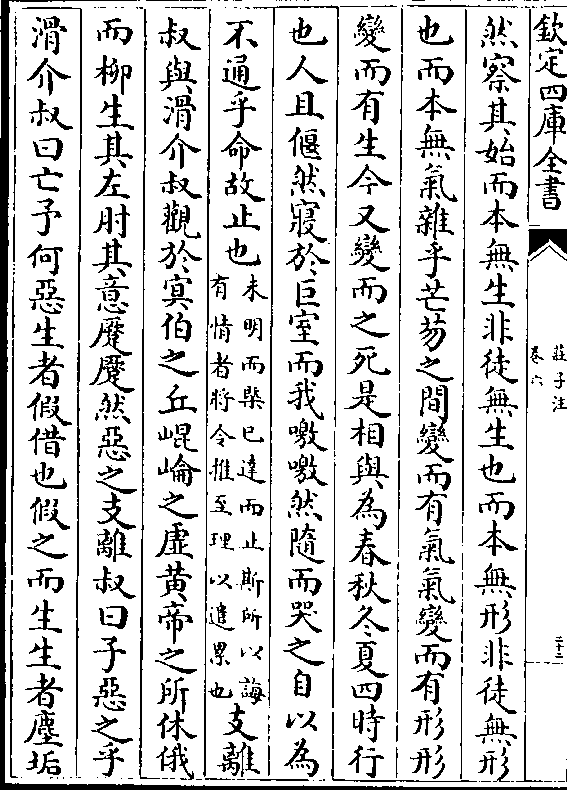 欽定四庫全書
莊子注
卷六
二十二
然察其始而本無生非徒無生也而本無形非徒無形
也而本無氣雜乎芒芴之間變而有氣氣變而有形形
變而有生今又變而之死是相與為春秋冬夏四時行
也人且偃然寢於巨室而我噭噭然隨而哭之自以為
不通乎命故止也
未明而槩已達而止斯所以誨
有情者將令推至理以遣累也
支離
叔與滑介叔觀於冥伯之丘崐崘之虛黄帝之所休俄
而柳生其左肘其意蹷蹷然惡之支離叔曰子惡之乎
滑介叔曰亡予何惡生者假借也假之而生生者塵垢